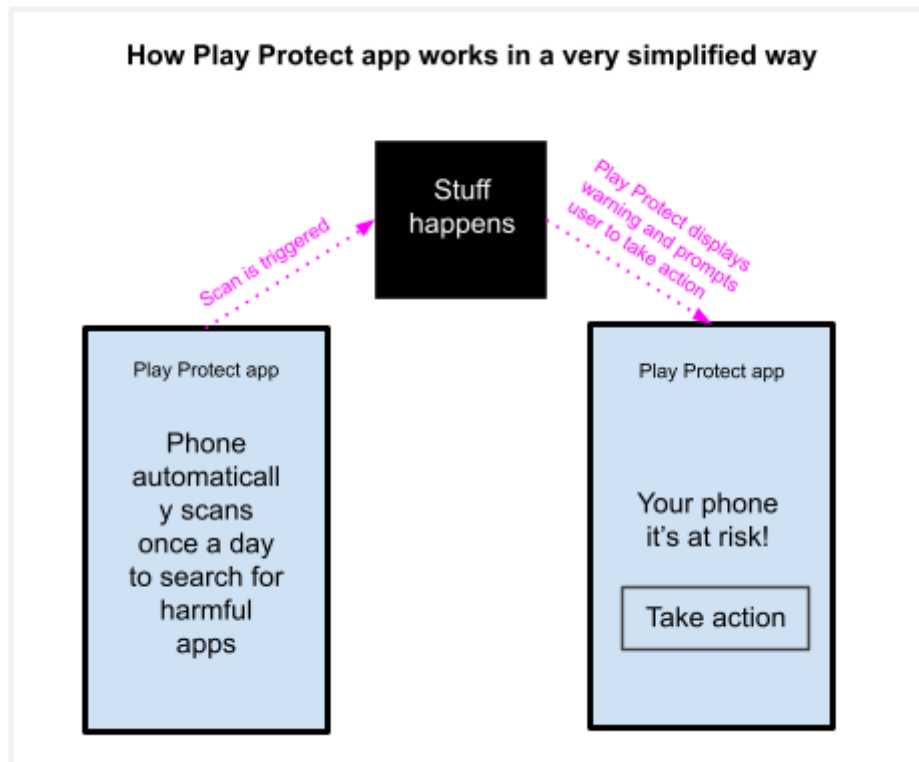 How Play Protect app works in a very simplified way
Stuff
happens
Scan is triggered
Play Protect displays
warning and prompts
user to take action
Play Protect app
Phone
automaticall
y scans
once a day
to search for
harmful
apps
Play Protect app
Your phone
it's at risk!
Take action